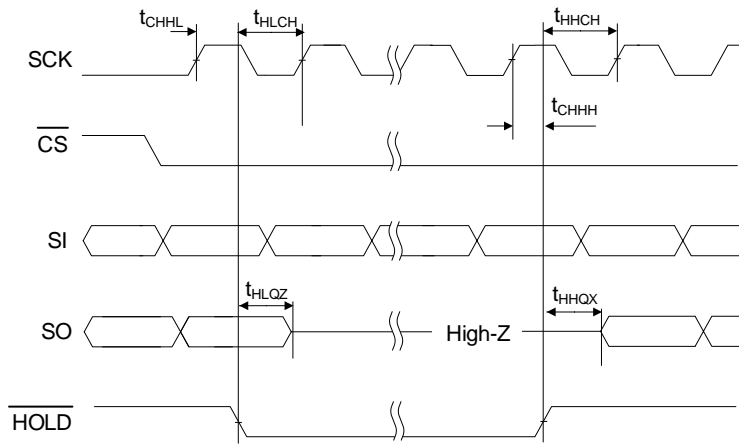 tCHHL
tHLCH
tHHCH
SCK
tCHHH
CS
SI
tHLQZ
tHHQX
SO
High-Z
HOLD